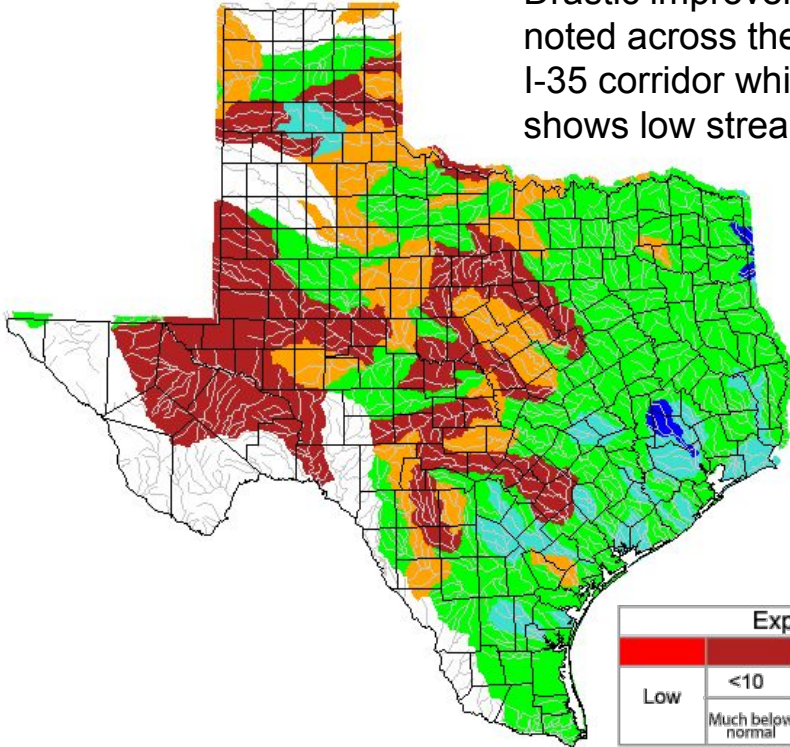 noted across the
I-35 corridor whi
shows low strea
Exp
Low
<10
Much below
normal